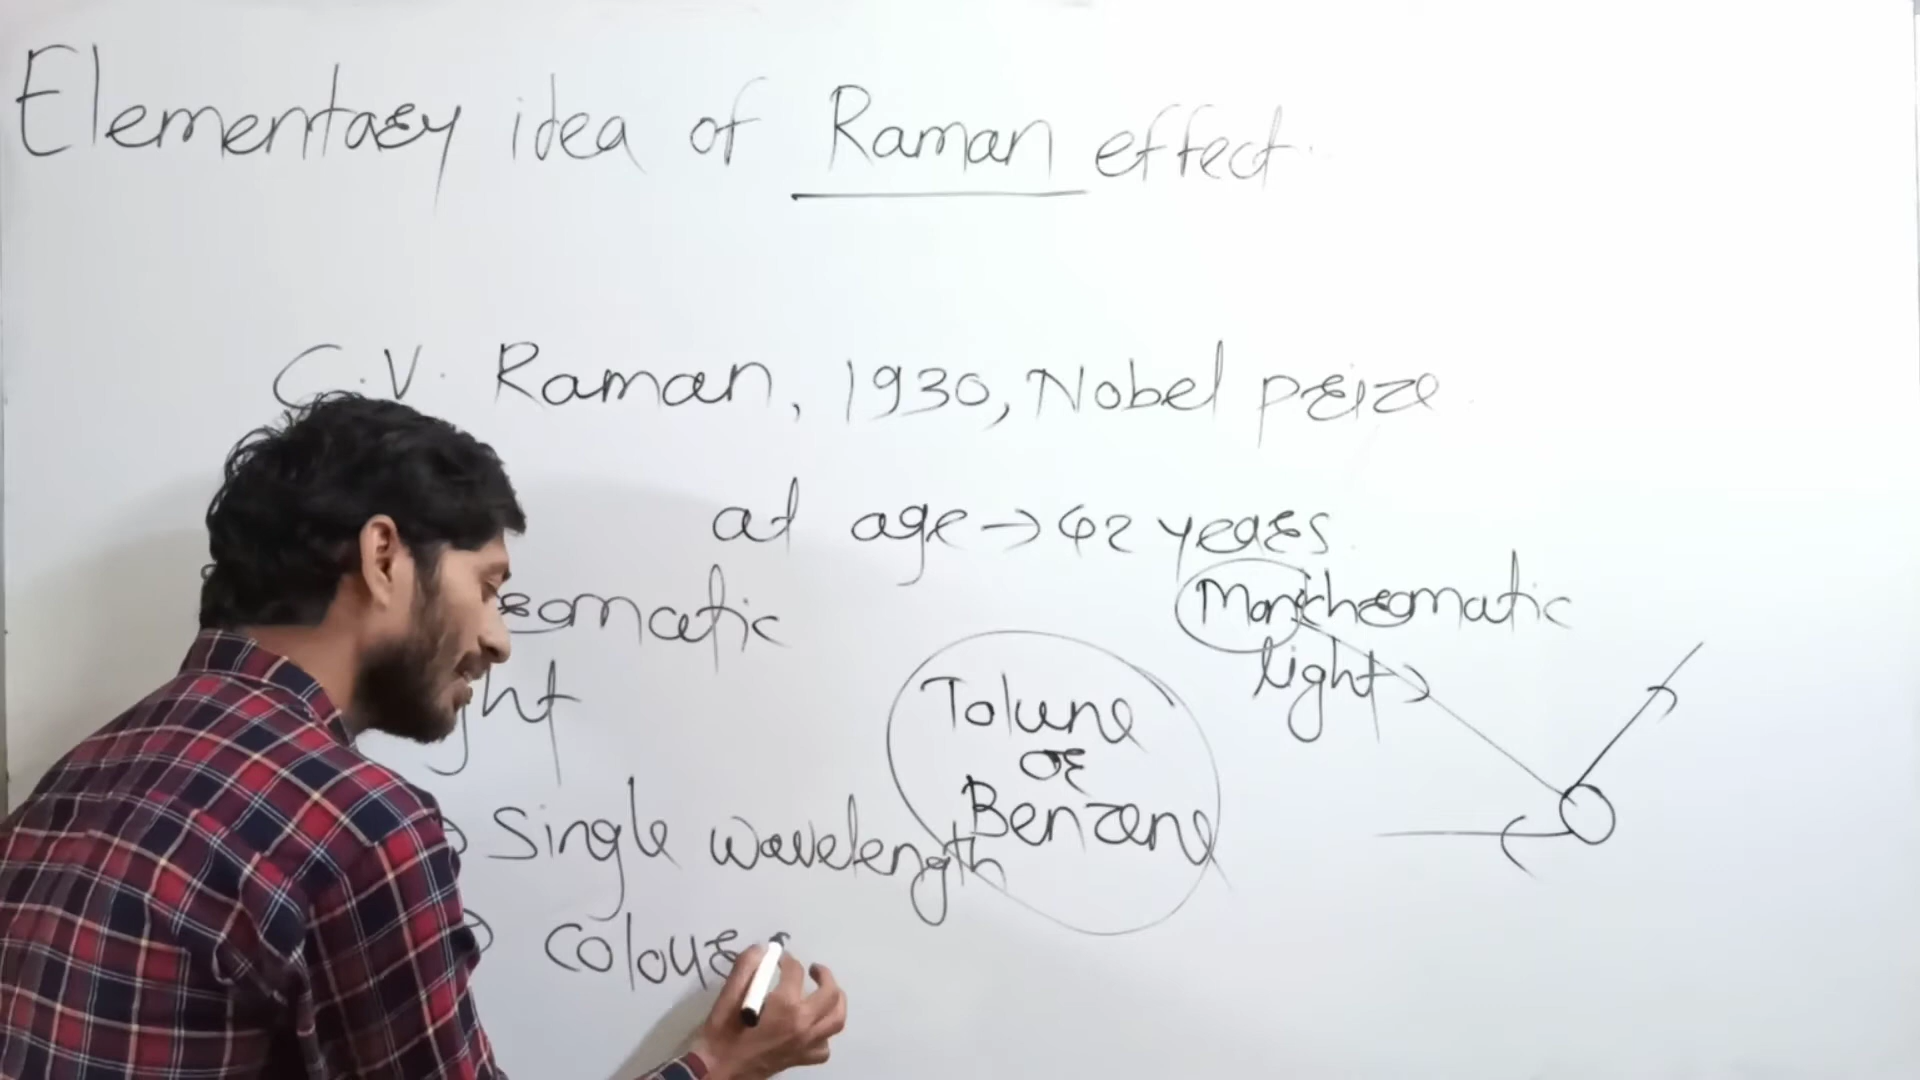 Elementary idea of Raman effect
C.V. Raman, 1930, Nobel prize
at age → 42 years
Monochromatic
light
Tolune
or
Benzene
Single wavelength
colour